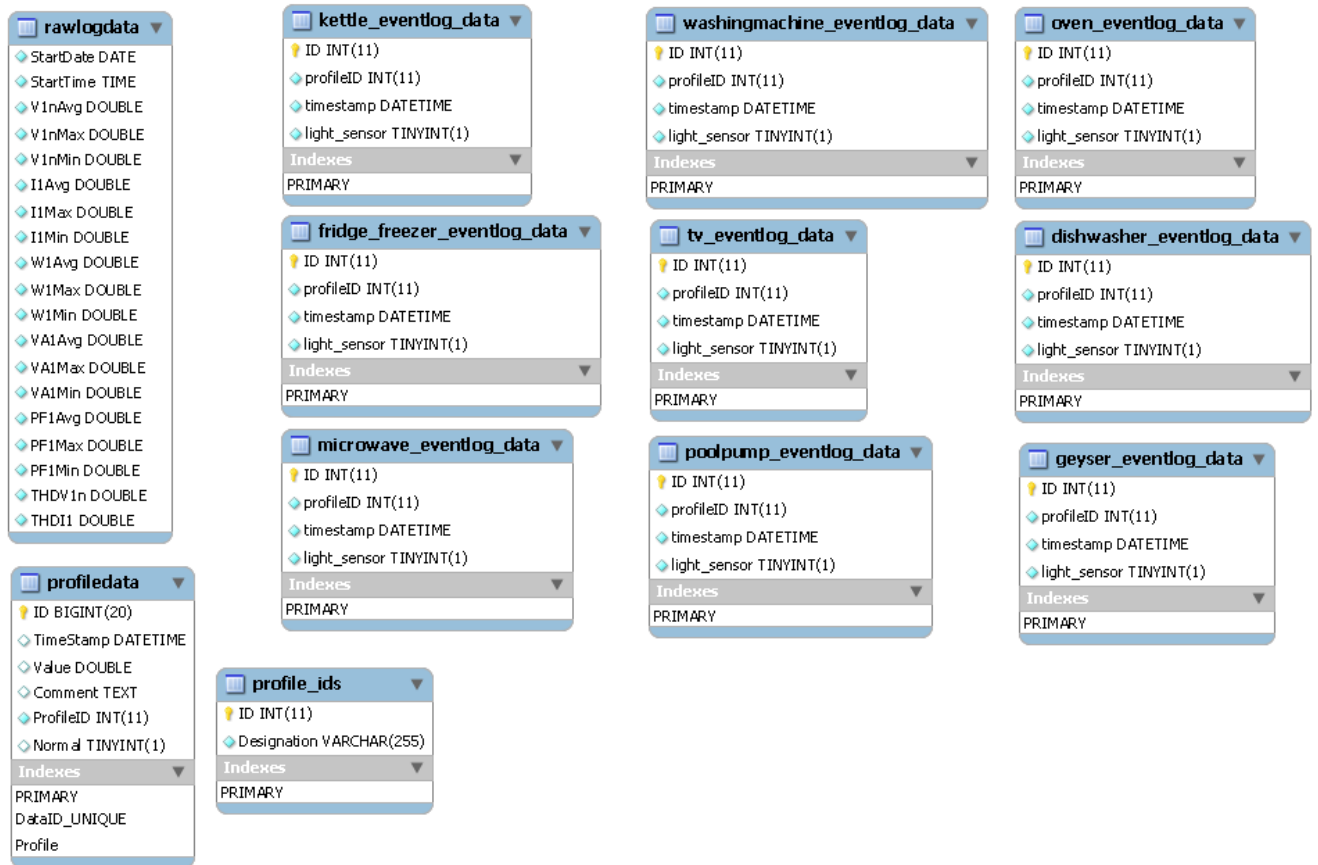 rawlogdata
StartDate DATE
StartTime TIME
V1nAvg DOUBLE
V1nMax DOUBLE
V1nMin DOUBLE
I1Avg DOUBLE
I1Max DOUBLE
I1Min DOUBLE
W1Avg DOUBLE
W1Max DOUBLE
W1Min DOUBLE
VA1Avg DOUBLE
VA1Max DOUBLE
VA1Min DOUBLE
PF1Avg DOUBLE
PF1Max DOUBLE
PF1Min DOUBLE
THDV1n DOUBLE
THDI1 DOUBLE
kettle_eventlog_data
ID INT(11)
profileID INT(11)
timestamp DATETIME
light_sensor TINYINT(1)
Indexes
PRIMARY
washingmachine_eventlog_data
ID INT(11)
profileID INT(11)
timestamp DATETIME
light_sensor TINYINT(1)
Indexes
PRIMARY
oven_eventlog_data
ID INT(11)
profileID INT(11)
timestamp DATETIME
light_sensor TINYINT(1)
Indexes
PRIMARY
fridge_freezer_eventlog_data
ID INT(11)
profileID INT(11)
timestamp DATETIME
light_sensor TINYINT(1)
Indexes
PRIMARY
tv_eventlog_data
ID INT(11)
profileID INT(11)
timestamp DATETIME
light_sensor TINYINT(1)
Indexes
PRIMARY
dishwasher_eventlog_data
ID INT(11)
profileID INT(11)
timestamp DATETIME
light_sensor TINYINT(1)
Indexes
PRIMARY
microwave_eventlog_data
ID INT(11)
profileID INT(11)
timestamp DATETIME
light_sensor TINYINT(1)
Indexes
PRIMARY
poolpump_eventlog_data
ID INT(11)
profileID INT(11)
timestamp DATETIME
light_sensor TINYINT(1)
Indexes
PRIMARY
geyser_eventlog_data
ID INT(11)
profileID INT(11)
timestamp DATETIME
light_sensor TINYINT(1)
Indexes
PRIMARY
profiledata
ID BIGINT(20)
TimeStamp DATETIME
Value DOUBLE
Comment TEXT
ProfileID INT(11)
Normal TINYINT(1)
Indexes
PRIMARY
DataID_UNIQUE
Profile
profile_ids
ID INT(11)
Designation VARCHAR(255)
Indexes
PRIMARY